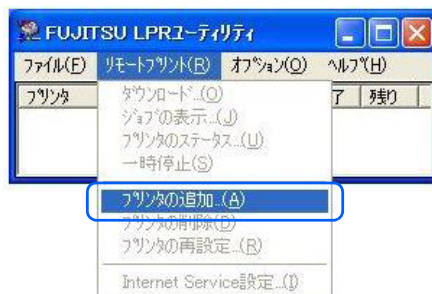 FUJITSU LPRユーティリティ
ファイル(F) リモートプリント(R) オプション(O) ヘルプ(H)
プリンタ 了 残り
ダウンロード...(O)
ジョブの表示...(J)
プリンタのステータス...(U)
一時停止(S)
プリンタの追加...(A)
プリンタの削除(D)
プリンタの再設定...(R)
Internet Service設定...(I)